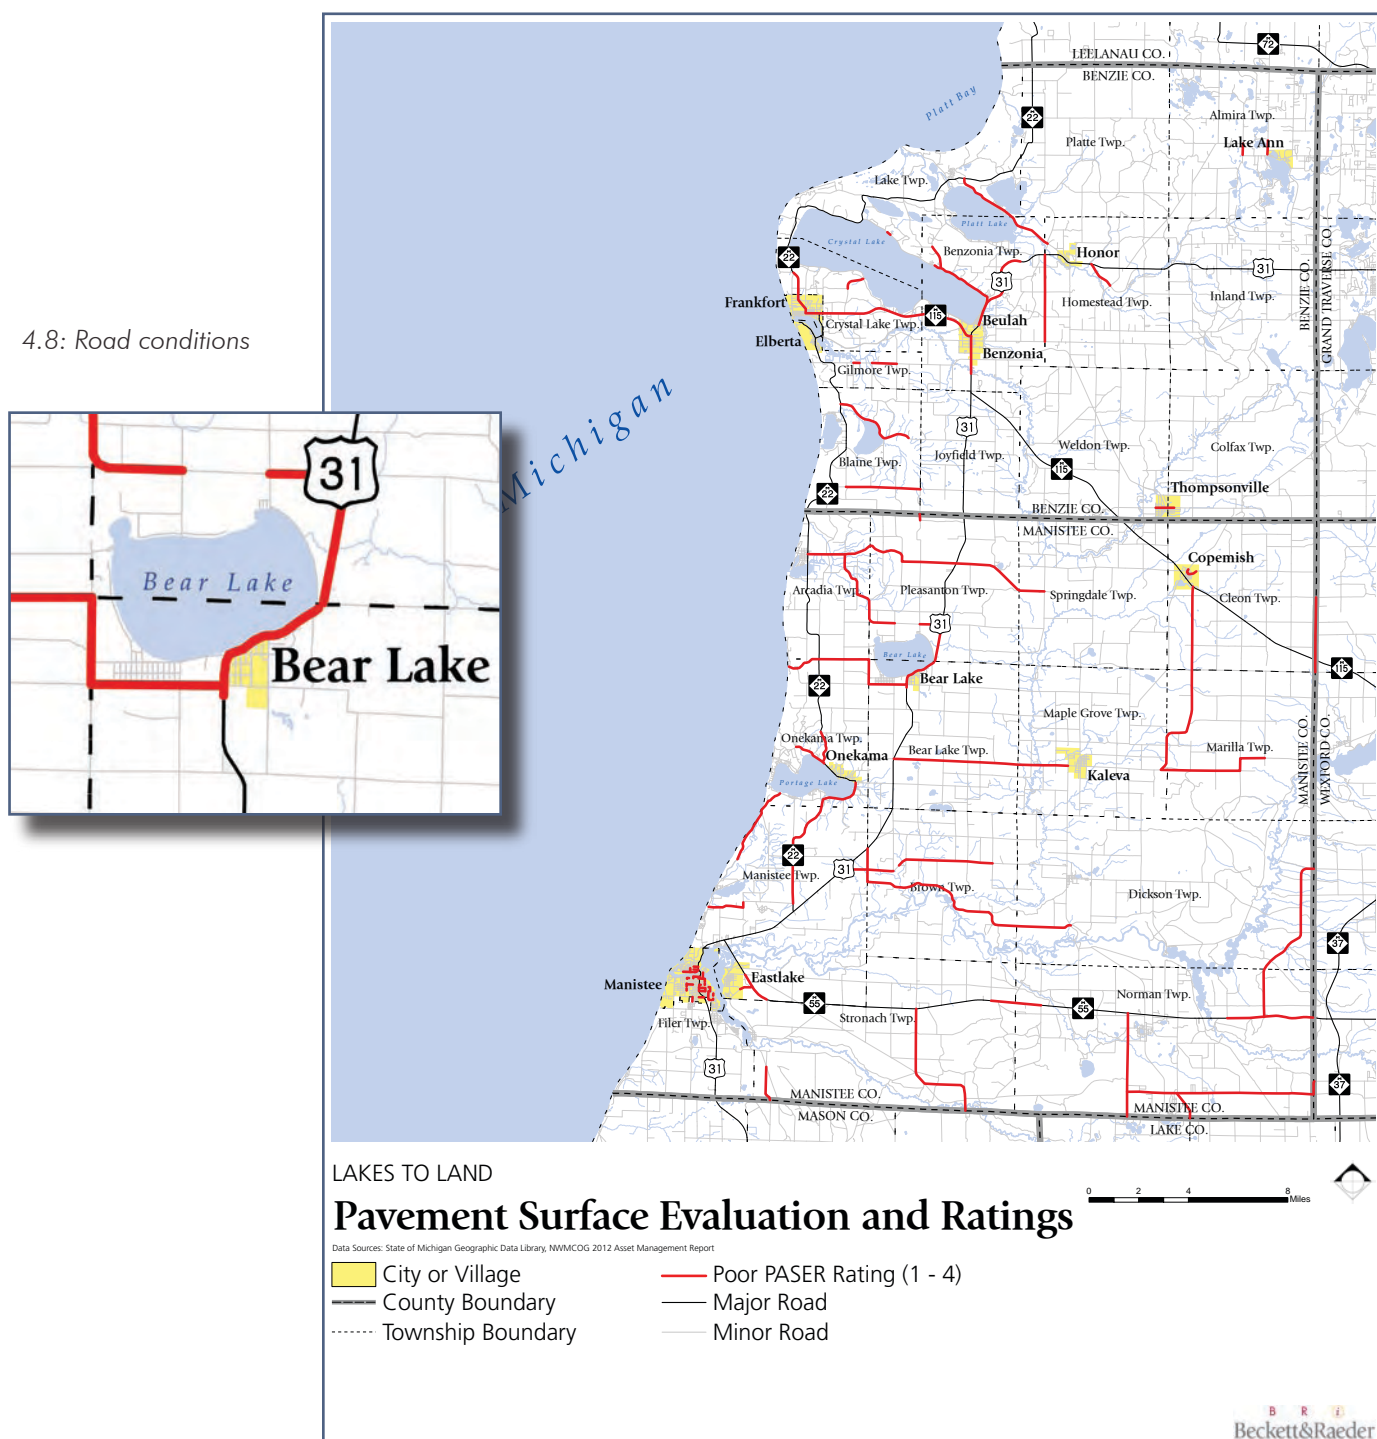 4.8: Road conditions
Bear Lake
31
Bear Lake
LEELANAU CO.
BENZIE CO.
72
Platt Bay
22
Almira Twp.
Platte Twp.
Lake Ann
Lake Twp.
Platt Lake
Crystal Lake
Benzonia Twp.
Honor
22
31
31
BENZIE CO.
GRAND TRAVERSE CO.
Inland Twp.
Homestead Twp.
Frankfort
115
Beulah
Crystal Lake Twp.
Elberta
Benzonia
Gilmore Twp.
Michigan
31
Weldon Twp.
Colfax Twp.
Joyfield Twp.
Blaine Twp.
115
22
Thompsonville
BENZIE CO.
MANISTEE CO.
Copemish
Arcadia Twp.
Pleasanton Twp.
Springdale Twp.
Cleon Twp.
31
Bear Lake
115
Bear Lake
22
Maple Grove Twp.
Onekama Twp.
Bear Lake Twp.
Marilla Twp.
MANISTEE CO.
WEXFORD CO.
Onekama
Kaleva
Portage Lake
22
31
Manistee Twp.
Brown Twp.
Dickson Twp.
37
Manistee
Eastlake
Norman Twp.
55
55
Stronach Twp.
Filer Twp.
31
37
MANISTEE CO.
MASON CO.
MANISTEE CO.
LAKE CO.
LAKES TO LAND
Pavement Surface Evaluation and Ratings
0 2 4 8
Miles
Data Sources: State of Michigan Geographic Data Library, NWMCOG 2012 Asset Management Report
City or Village
County Boundary
Township Boundary
Poor PASER Rating (1 - 4)
Major Road
Minor Road
B R i
Beckett&Raeder